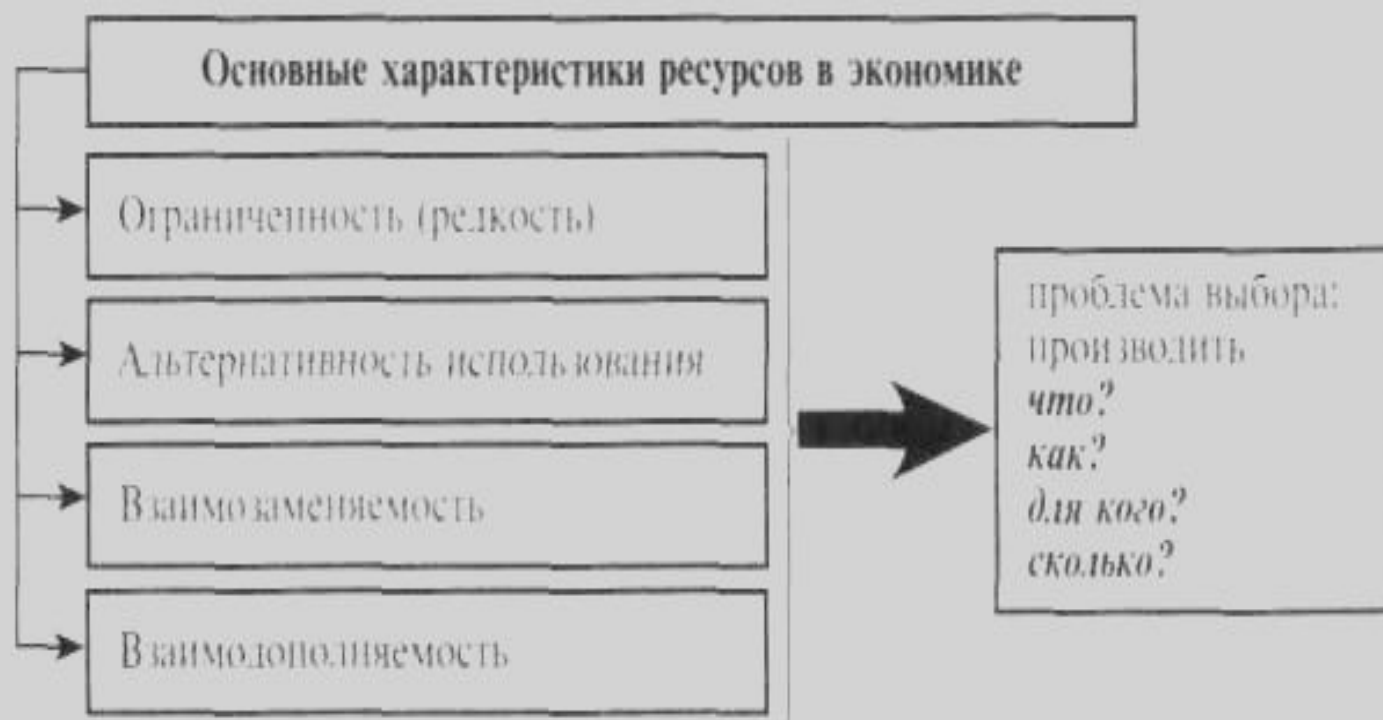 Основные характеристики ресурсов в экономике
Ограниченность (редкость)
Альтернативность использования
Взаимозаменяемость
Взаимодополняемость
проблема выбора:
производить
что?
как?
для кого?
сколько?